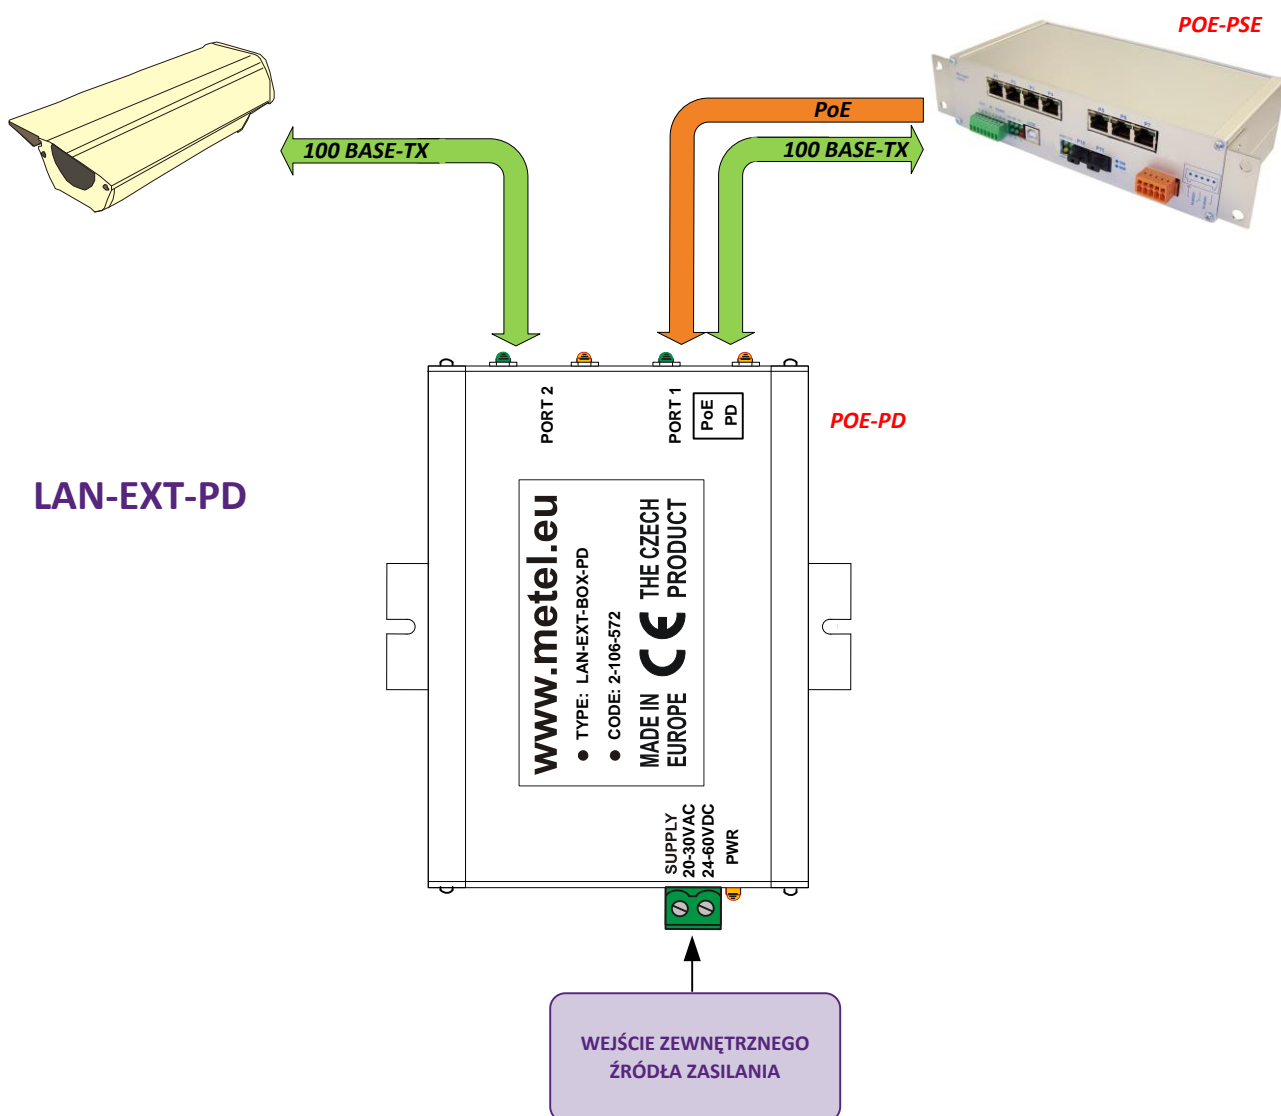 POE-PSE
PoE
100 BASE-TX
100 BASE-TX
PORT 2
PORT 1
PoE
PD
POE-PD
LAN-EXT-PD
www.metel.eu
● TYPE: LAN-EXT-BOX-PD
● CODE: 2-106-572
MADE IN
EUROPE
CE
THE CZECH
PRODUCT
SUPPLY
20-30VAC
24-60VDC
PWR
WEJŚCIE ZEWNĘTRZNEGO
ŹRÓDŁA ZASILANIA